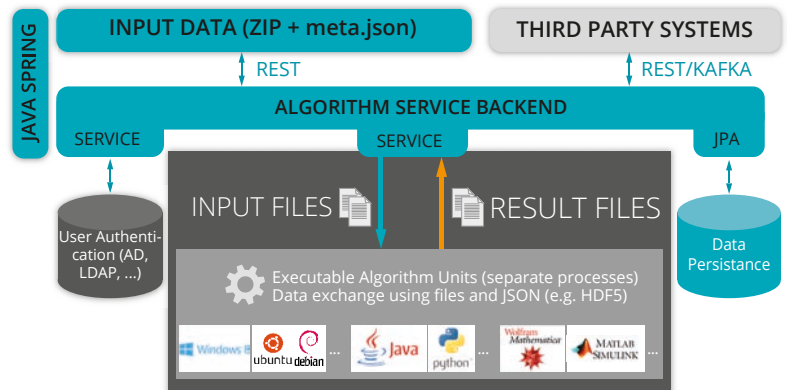 JAVA SPRING
INPUT DATA (ZIP + meta.json)
THIRD PARTY SYSTEMS
REST
REST/KAFKA
ALGORITHM SERVICE BACKEND
SERVICE
SERVICE
JPA
INPUT FILES
RESULT FILES
User Authenti-
cation (AD,
LDAP, ...)
Data
Persistance
Executable Algorithm Units (separate processes)
Data exchange using files and JSON (e.g. HDF5)
Windows 8
ubuntu
debian
...
Java
python
...
Wolfram
Mathematica
MATLAB
SIMULINK
...